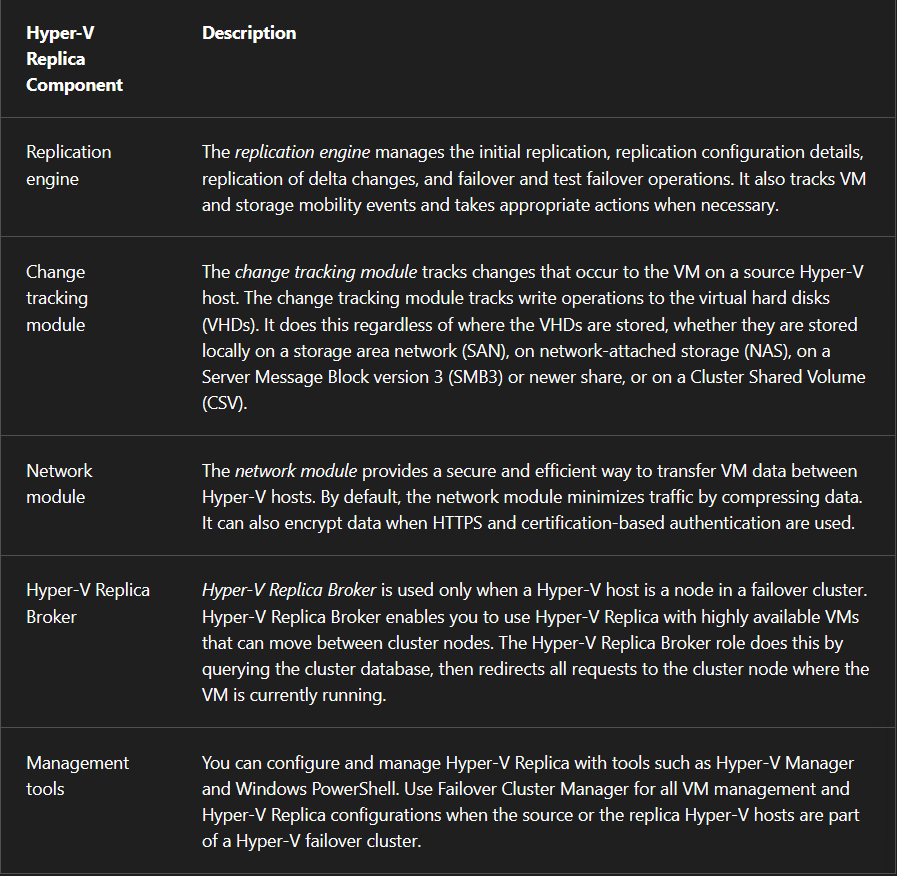 Hyper-V
Replica
Component
Description
Replication
engine
The replication engine manages the initial replication, replication configuration details,
replication of delta changes, and failover and test failover operations. It also tracks VM
and storage mobility events and takes appropriate actions when necessary.
Change
tracking
module
The change tracking module tracks changes that occur to the VM on a source Hyper-V
host. The change tracking module tracks write operations to the virtual hard disks
(VHDs). It does this regardless of where the VHDs are stored, whether they are stored
locally on a storage area network (SAN), on network-attached storage (NAS), on a
Server Message Block version 3 (SMB3) or newer share, or on a Cluster Shared Volume
(CSV).
Network
module
The network module provides a secure and efficient way to transfer VM data between
Hyper-V hosts. By default, the network module minimizes traffic by compressing data.
It can also encrypt data when HTTPS and certification-based authentication are used.
Hyper-V Replica
Broker
Hyper-V Replica Broker is used only when a Hyper-V host is a node in a failover cluster.
Hyper-V Replica Broker enables you to use Hyper-V Replica with highly available VMs
that can move between cluster nodes. The Hyper-V Replica Broker role does this by
querying the cluster database, then redirects all requests to the cluster node where the
VM is currently running.
Management
tools
You can configure and manage Hyper-V Replica with tools such as Hyper-V Manager
and Windows PowerShell. Use Failover Cluster Manager for all VM management and
Hyper-V Replica configurations when the source or the replica Hyper-V hosts are part
of a Hyper-V failover cluster.